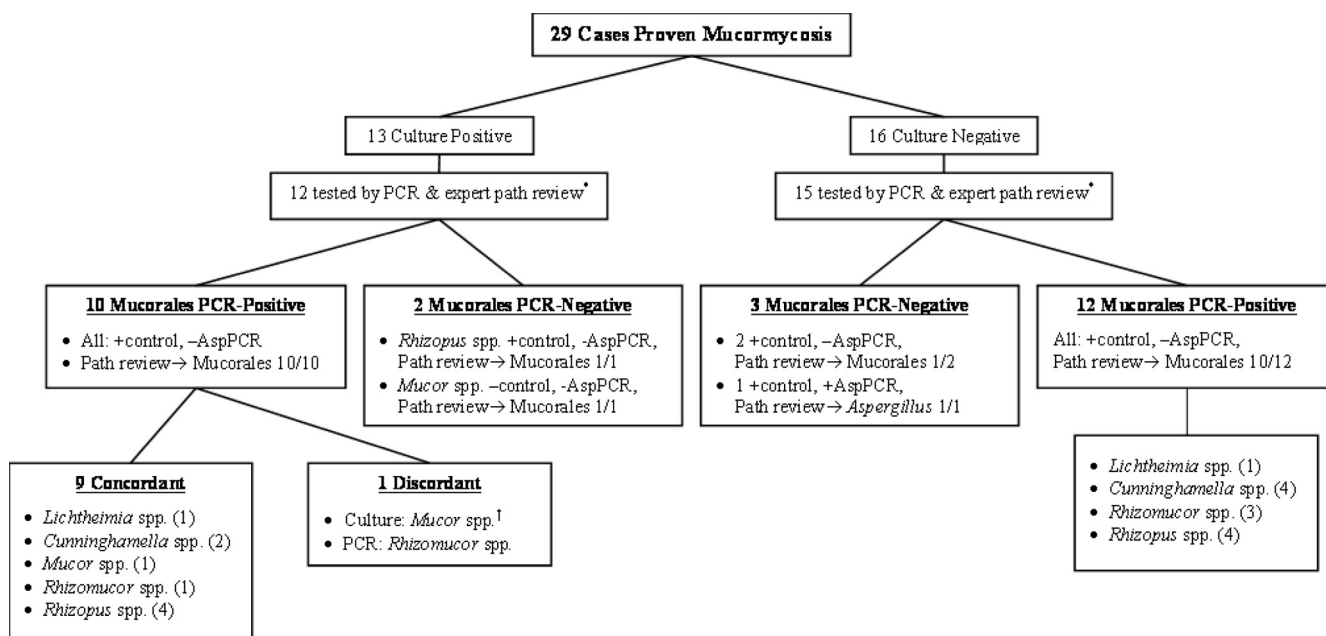 29 Cases Proven Mucormycosis
13 Culture Positive
16 Culture Negative
12 tested by PCR & expert path review♦
15 tested by PCR & expert path review♦
10 Mucorales PCR-Positive
• All: +control, –AspPCR
• Path review→ Mucorales 10/10
2 Mucorales PCR-Negative
• Rhizopus spp. +control, -AspPCR,
Path review→ Mucorales 1/1
• Mucor spp. –control, -AspPCR,
Path review→ Mucorales 1/1
3 Mucorales PCR-Negative
• 2 +control, –AspPCR,
Path review→ Mucorales 1/2
• 1 +control, +AspPCR,
Path review→ Aspergillus 1/1
12 Mucorales PCR-Positive
All: +control, –AspPCR,
Path review→ Mucorales 10/12
9 Concordant
• Lichtheimia spp. (1)
• Cunninghamella spp. (2)
• Mucor spp. (1)
• Rhizomucor spp. (1)
• Rhizopus spp. (4)
1 Discordant
• Culture: Mucor spp.†
• PCR: Rhizomucor spp.
• Lichtheimia spp. (1)
• Cunninghamella spp. (4)
• Rhizomucor spp. (3)
• Rhizopus spp. (4)